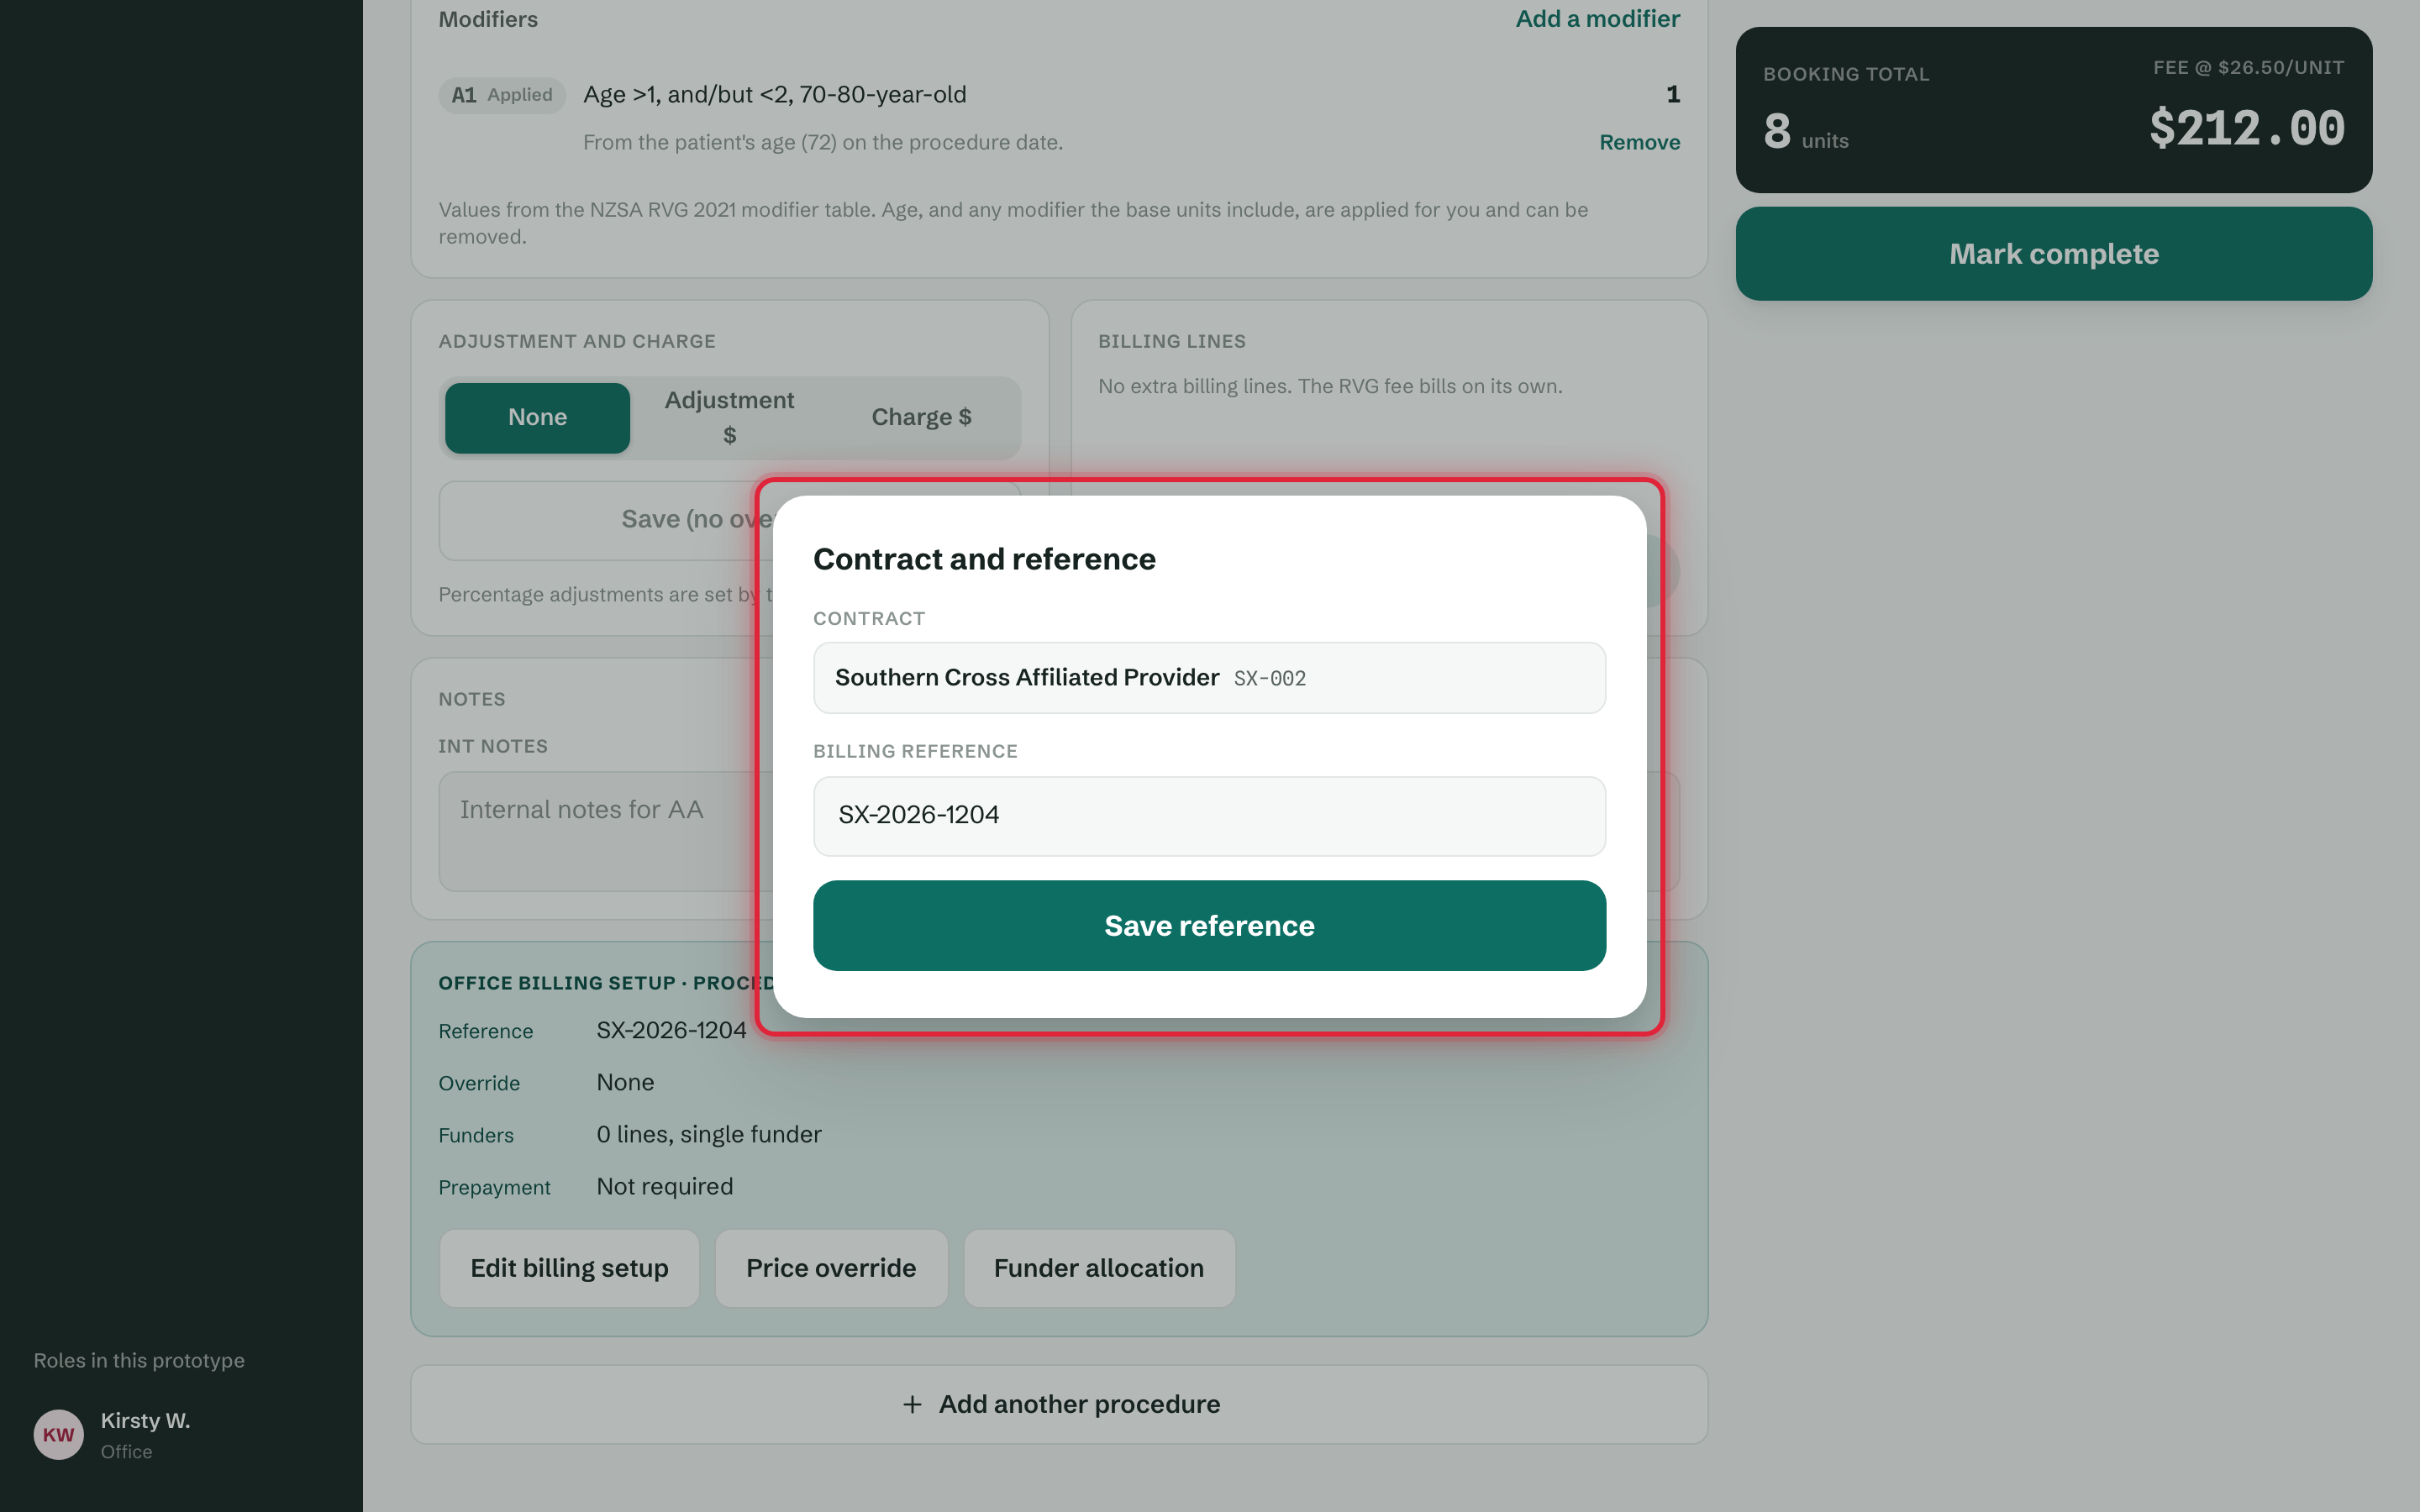 Modifiers
Add a modifier
A1 Applied
Age >1, and/but <2, 70-80-year-old
1
From the patient's age (72) on the procedure date.
Remove
Values from the NZSA RVG 2021 modifier table. Age, and any modifier the base units include, are applied for you and can be
removed.
BOOKING TOTAL
FEE @ $26.50/UNIT
8 units
$212.00
Mark complete
ADJUSTMENT AND CHARGE
None
Adjustment
$
Charge $
Save (no ove
Percentage adjustments are set by t
BILLING LINES
No extra billing lines. The RVG fee bills on its own.
Contract and reference
CONTRACT
Southern Cross Affiliated Provider SX-002
BILLING REFERENCE
SX-2026-1204
Save reference
NOTES
INT NOTES
Internal notes for AA
OFFICE BILLING SETUP · PROCED
Reference SX-2026-1204
Override None
Funders 0 lines, single funder
Prepayment Not required
Edit billing setup
Price override
Funder allocation
+ Add another procedure
Roles in this prototype
KW
Kirsty W.
Office